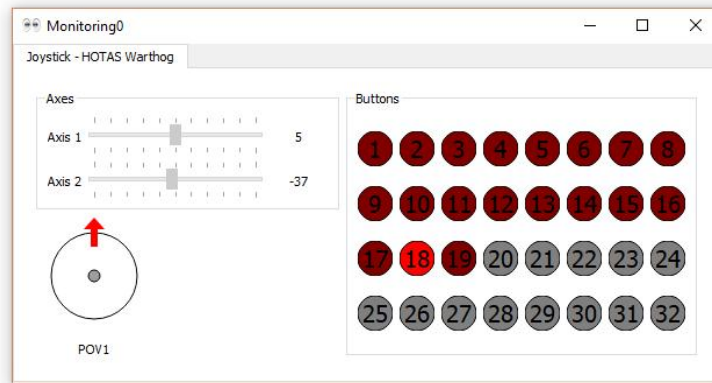 Monitoring0
Joystick - HOTAS Warthog
Axes
Axis 1 5
Axis 2 -37
POV1
Buttons
1 2 3 4 5 6 7 8
9 10 11 12 13 14 15 16
17 18 19 20 21 22 23 24
25 26 27 28 29 30 31 32